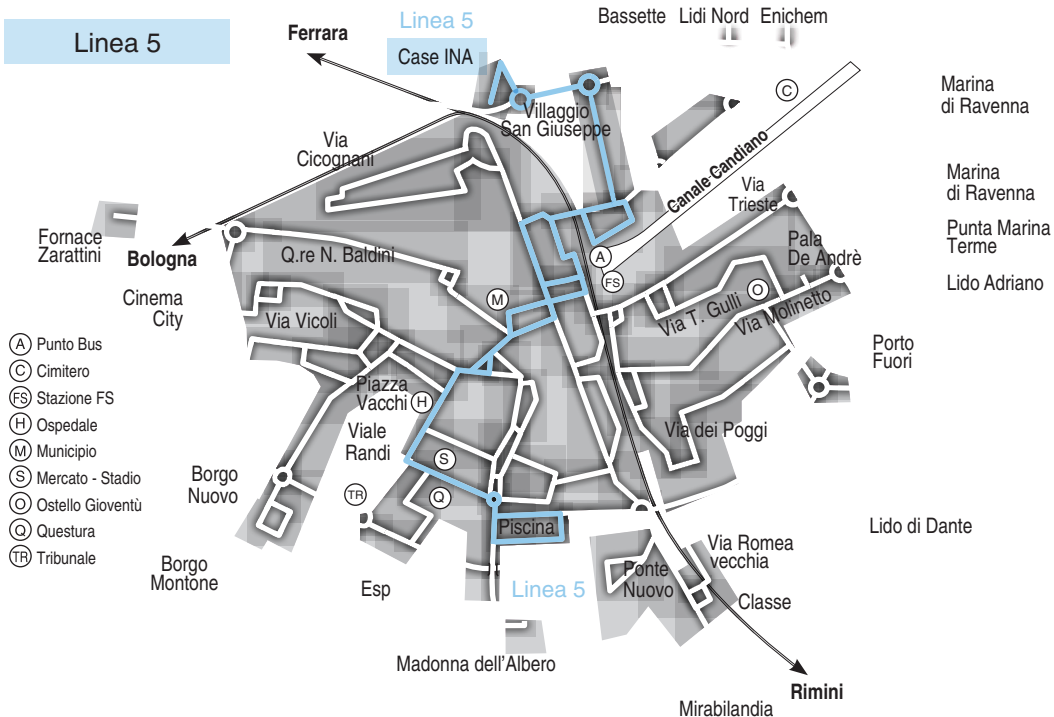 Linea 5
Linea 5
Case INA
Ferrara
Bassette
Lidi Nord
Enichem
C
Marina
di Ravenna
Villaggio
San Giuseppe
Via
Cicognani
Canale Candiano
Via
Trieste
Marina
di Ravenna
Punta Marina
Terme
Lido Adriano
Pala
De Andrè
Fornace
Zarattini
Bologna
Q.re N. Baldini
A
FS
O
M
Via T. Gulli
Via Molinetto
Cinema
City
Via Vicoli
Porto
Fuori
A Punto Bus
C Cimitero
FS Stazione FS
H Ospedale
M Municipio
S Mercato - Stadio
O Ostello Gioventù
Q Questura
TR Tribunale
Piazza
Vacchi
H
Viale
Randi
Via dei Poggi
S
Q
TR
Borgo
Nuovo
Piscina
Lido di Dante
Via Romea
vecchia
Borgo
Montone
Esp
Linea 5
Ponte
Nuovo
Classe
Madonna dell'Albero
Rimini
Mirabilandia